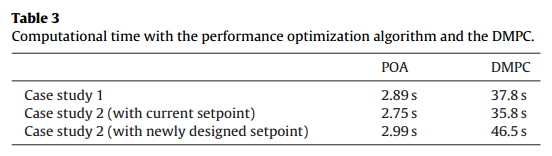 Table 3
Computational time with the performance optimization algorithm and the DMPC.
POA DMPC
Case study 1 2.89 s 37.8 s
Case study 2 (with current setpoint) 2.75 s 35.8 s
Case study 2 (with newly designed setpoint) 2.99 s 46.5 s